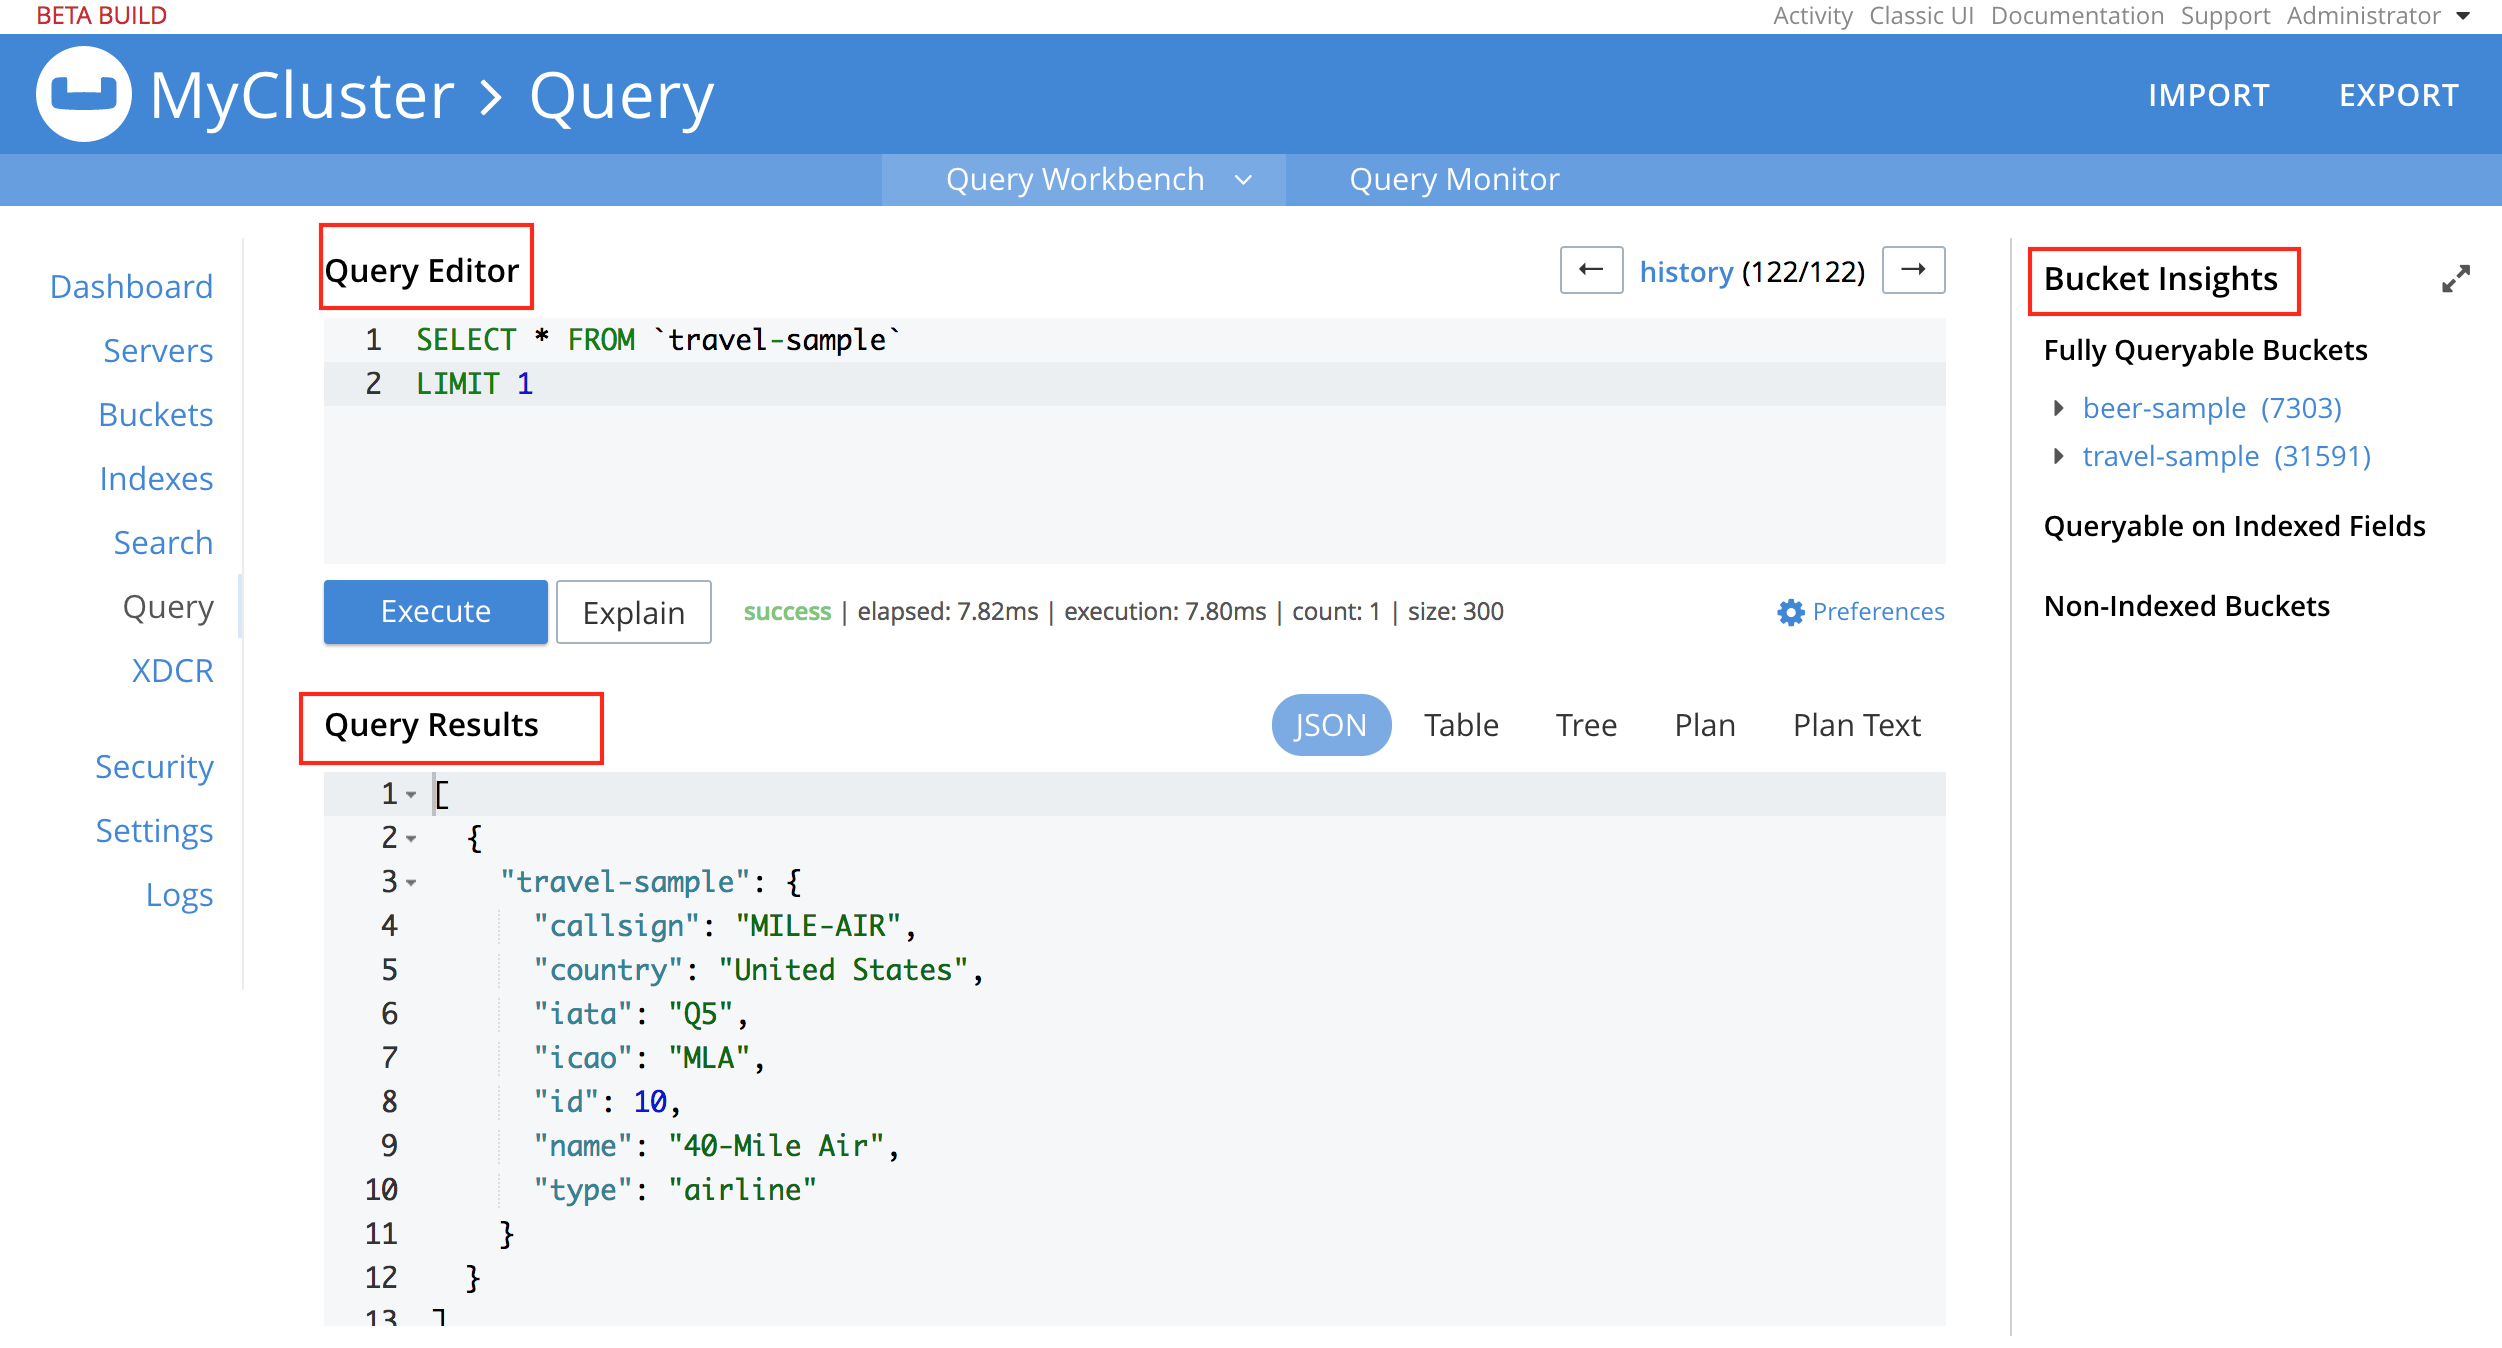 BETA BUILD
Activity Classic UI Documentation Support Administrator
MyCluster > Query
IMPORT EXPORT
Query Workbench Query Monitor
Dashboard
Servers
Buckets
Indexes
Search
Query
XDCR
Security
Settings
Logs
Query Editor
← history (122/122) →
1 SELECT * FROM `travel-sample`
2 LIMIT 1
Execute Explain success | elapsed: 7.82ms | execution: 7.80ms | count: 1 | size: 300 Preferences
Query Results
JSON Table Tree Plan Plan Text
1 [
2 {
3 "travel-sample": {
4 "callsign": "MILE-AIR",
5 "country": "United States",
6 "iata": "Q5",
7 "icao": "MLA",
8 "id": 10,
9 "name": "40-Mile Air",
10 "type": "airline"
11 }
12 }
13 ]
Bucket Insights
Fully Queryable Buckets
beer-sample (7303)
travel-sample (31591)
Queryable on Indexed Fields
Non-Indexed Buckets